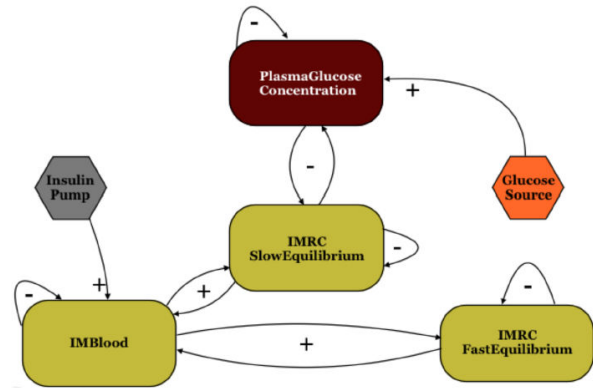 -
PlasmaGlucose
Concentration
+
-
Insulin
Pump
Glucose
Source
+
IMRC
SlowEquilibrium
-
+
-
-
IMBlood
+
IMRC
FastEquilibrium